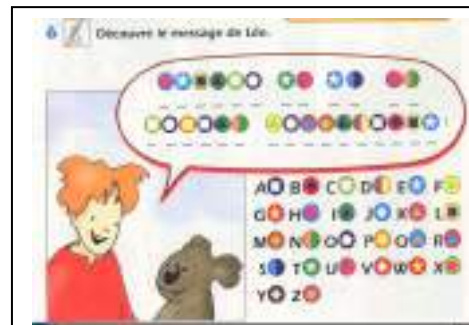 6 Découvre le message de Léo.
A B C D E F
G H I J K L
M N O P Q R
S T U V W X
Y Z